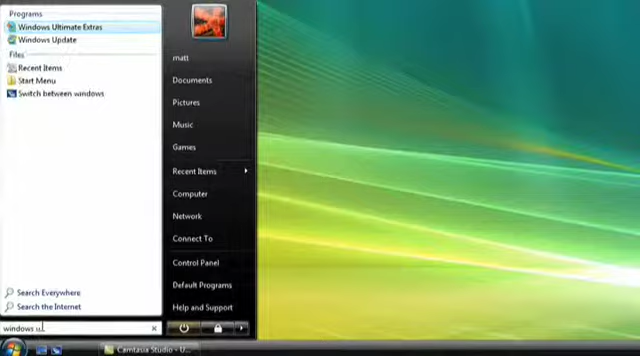 Programs
Windows Ultimate Extras
Windows Update
Files
Recent Items
Start Menu
Switch between windows
Search Everywhere
Search the Internet
windows u
matt
Documents
Pictures
Music
Games
Recent Items
Computer
Network
Connect To
Control Panel
Default Programs
Help and Support
Camtasia Studio - U...